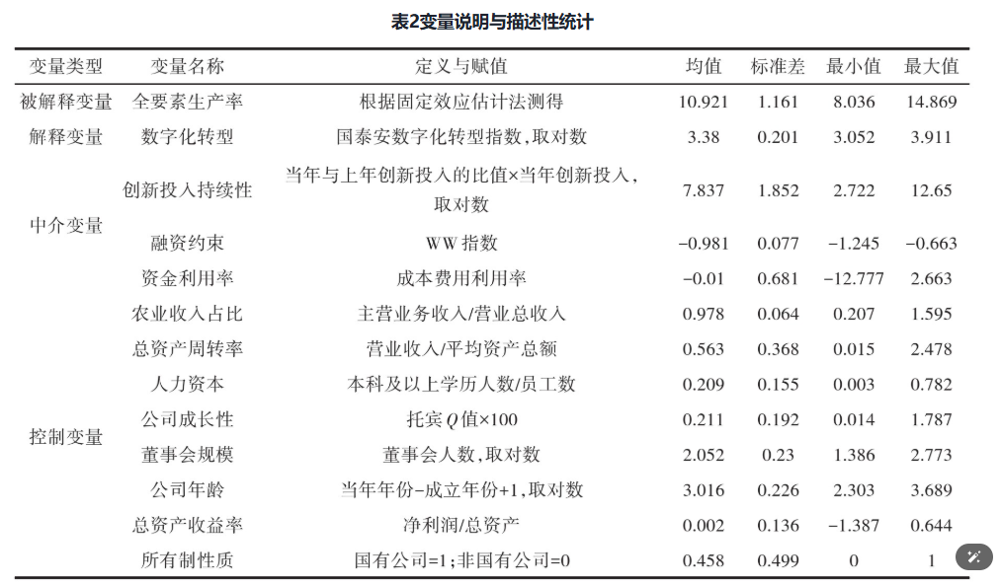 表2变量说明与描述性统计
变量类型 变量名称 定义与赋值 均值 标准差 最小值 最大值
被解释变量 全要素生产率 根据固定效应估计法测得 10.921 1.161 8.036 14.869
解释变量 数字化转型 国泰安数字化转型指数,取对数 3.38 0.201 3.052 3.911
中介变量 创新投入持续性 当年与上年创新投入的比值×当年创新投入,
取对数 7.837 1.852 2.722 12.65
融资约束 WW指数 −0.981 0.077 −1.245 −0.663
资金利用率 成本费用利用率 −0.01 0.681 −12.777 2.663
控制变量 农业收入占比 主营业务收入/营业总收入 0.978 0.064 0.207 1.595
总资产周转率 营业收入/平均资产总额 0.563 0.368 0.015 2.478
人力资本 本科及以上学历人数/员工数 0.209 0.155 0.003 0.782
公司成长性 托宾Q值×100 0.211 0.192 0.014 1.787
董事会规模 董事会人数,取对数 2.052 0.23 1.386 2.773
公司年龄 当年年份−成立年份+1,取对数 3.016 0.226 2.303 3.689
总资产收益率 净利润/总资产 0.002 0.136 −1.387 0.644
所有制性质 国有公司=1;非国有公司=0 0.458 0.499 0 1